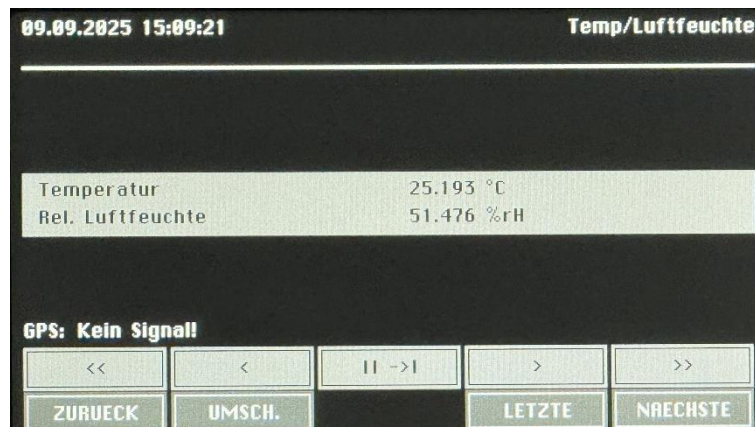 09.09.2025 15:09:21 Temp/Luftfeuchte
Temperatur 25.193 °C
Rel. Luftfeuchte 51.476 %rH
GPS: Kein Signal!
<< < II ->I > >>
ZURUECK UMSCH. LETZTE NAECHSTE